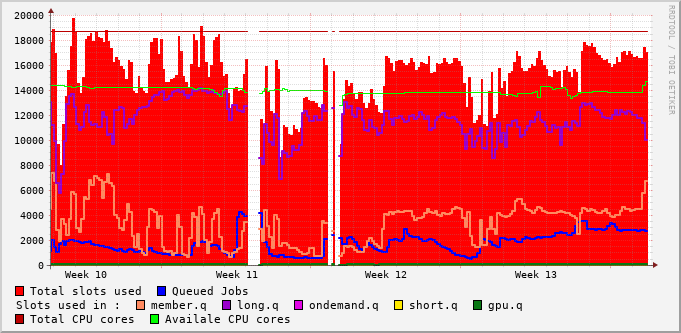 RRDTOOL / TOBI OETIKER
20000
18000
16000
14000
12000
10000
8000
6000
4000
2000
0
Week 10 Week 11 Week 12 Week 13
Total slots used Queued Jobs
Slots used in : member.q long.q ondemand.q short.q gpu.q
Total CPU cores Availale CPU cores